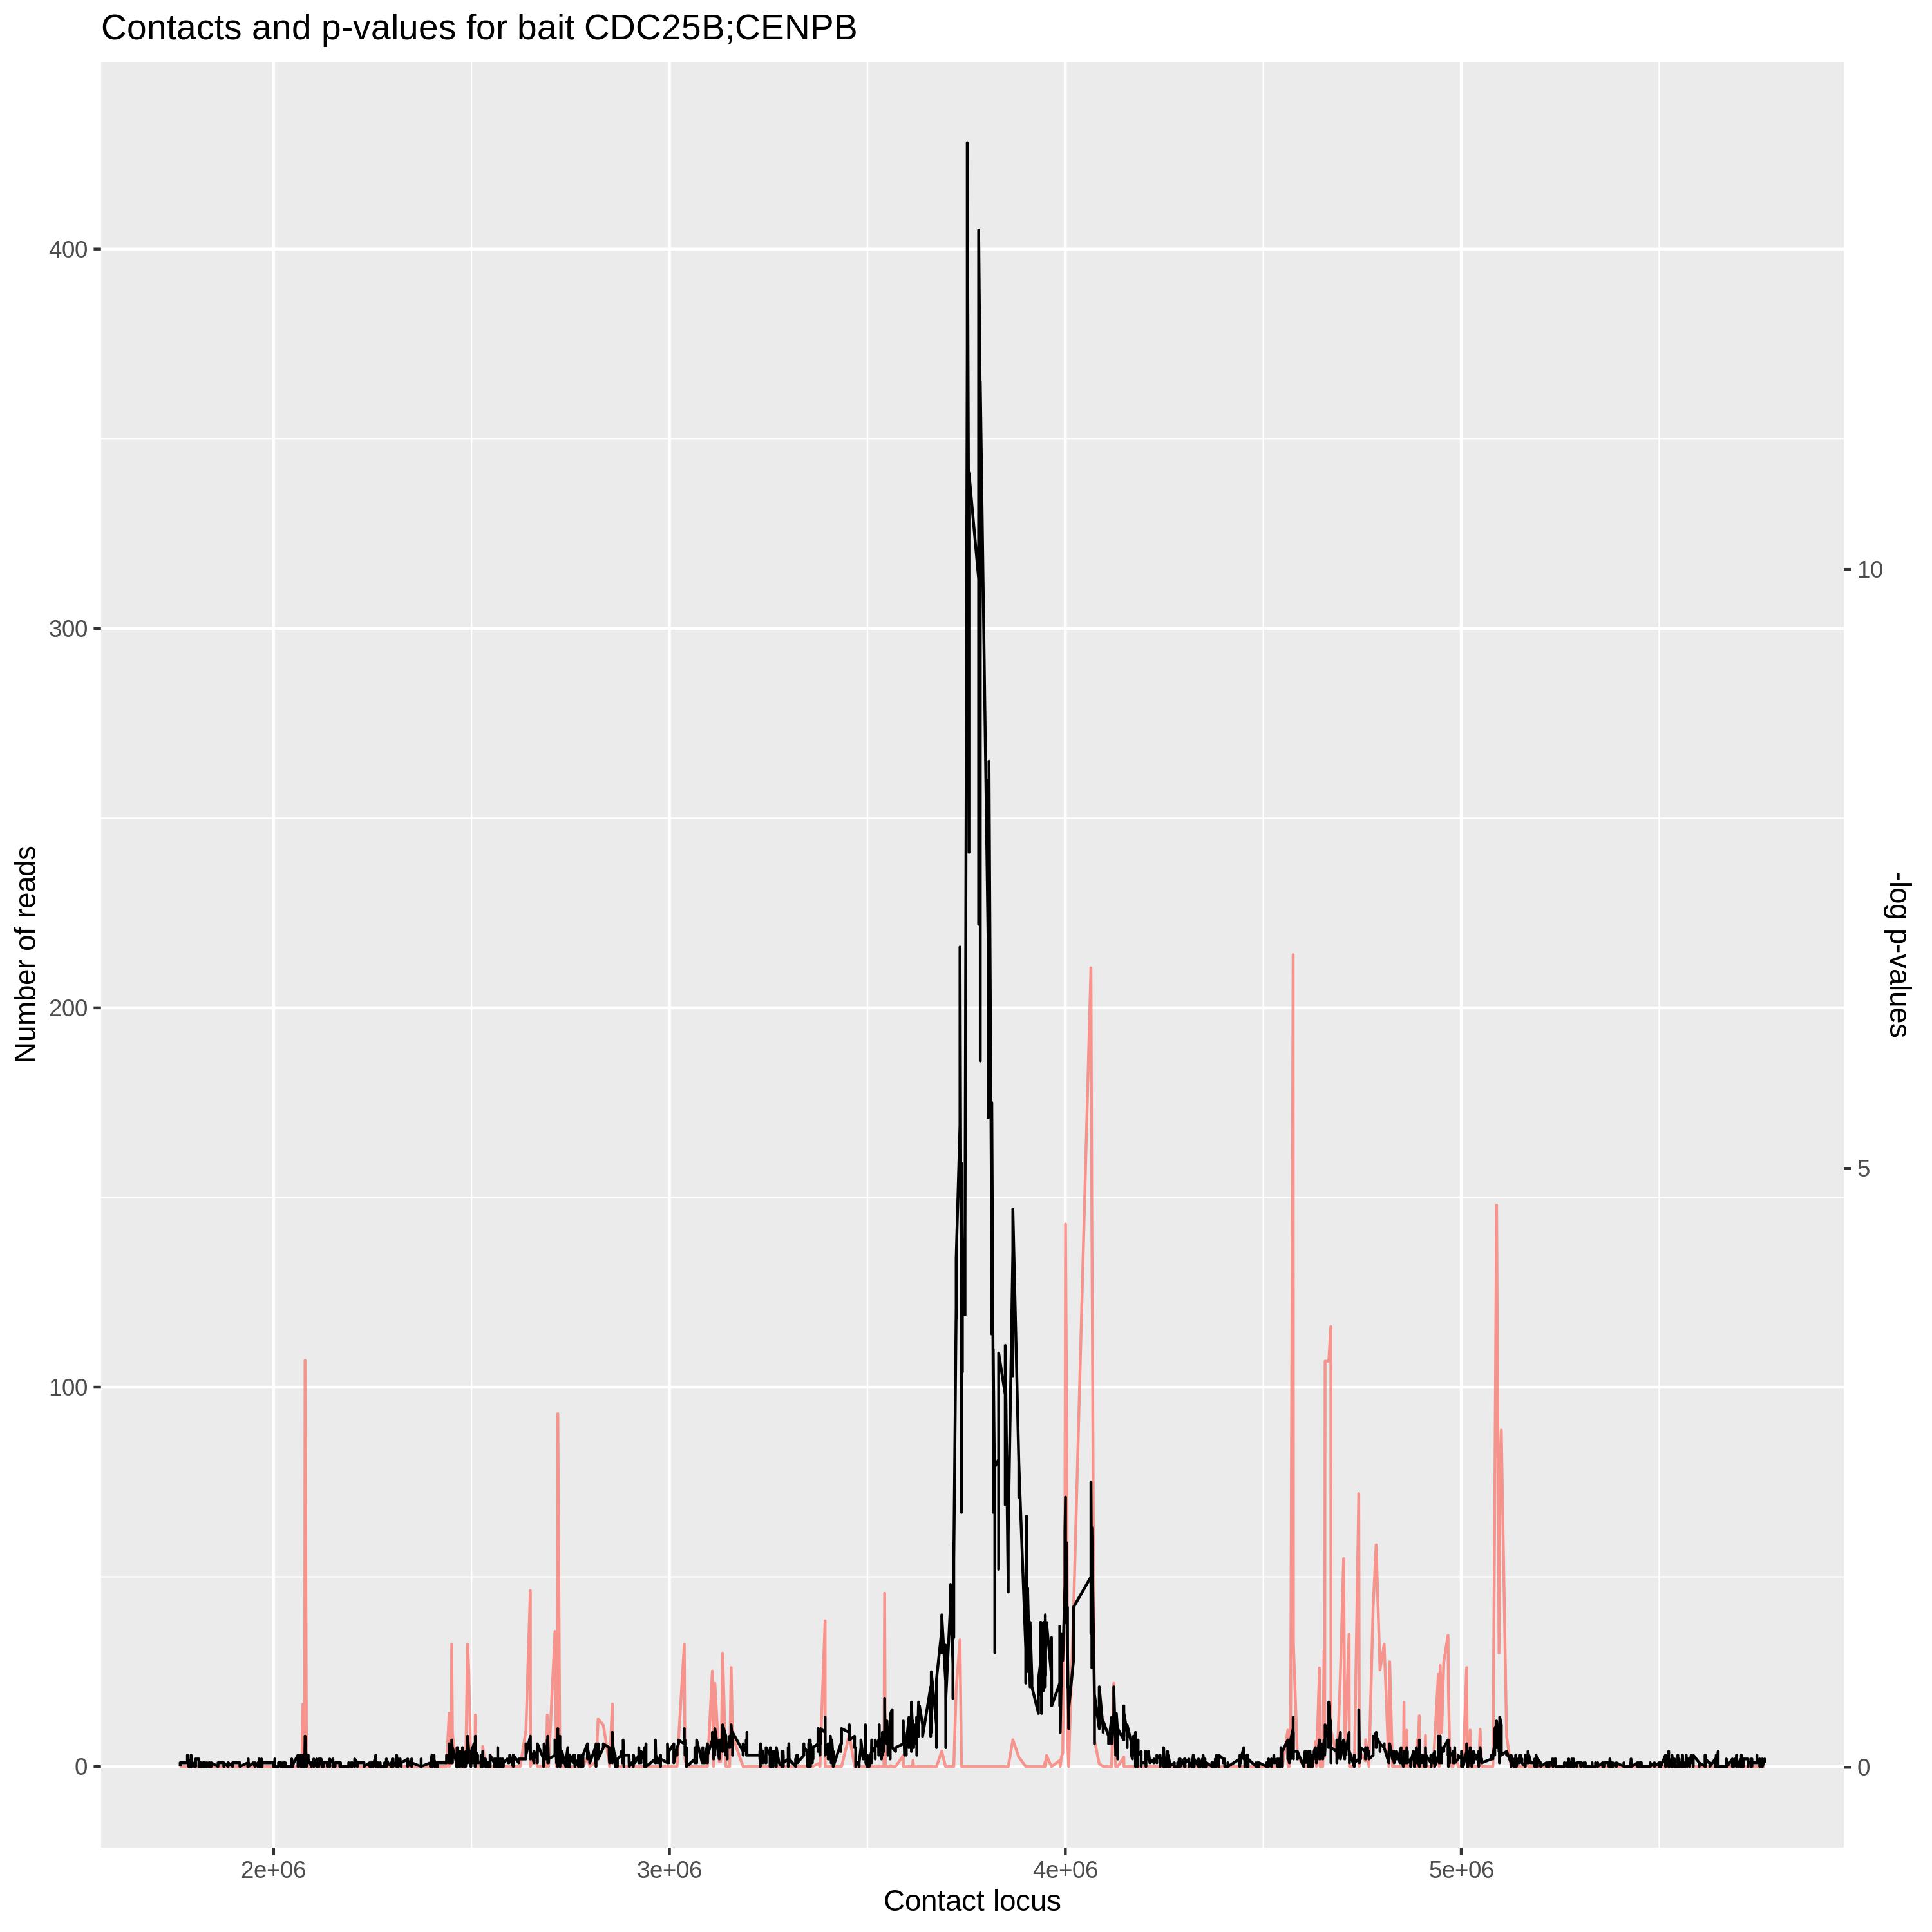 Contacts and p-values for bait CDC25B;CENPB
400
300
200
100
0
Number of reads
10
5
0
-log p-values
2e+06
3e+06
4e+06
5e+06
Contact locus